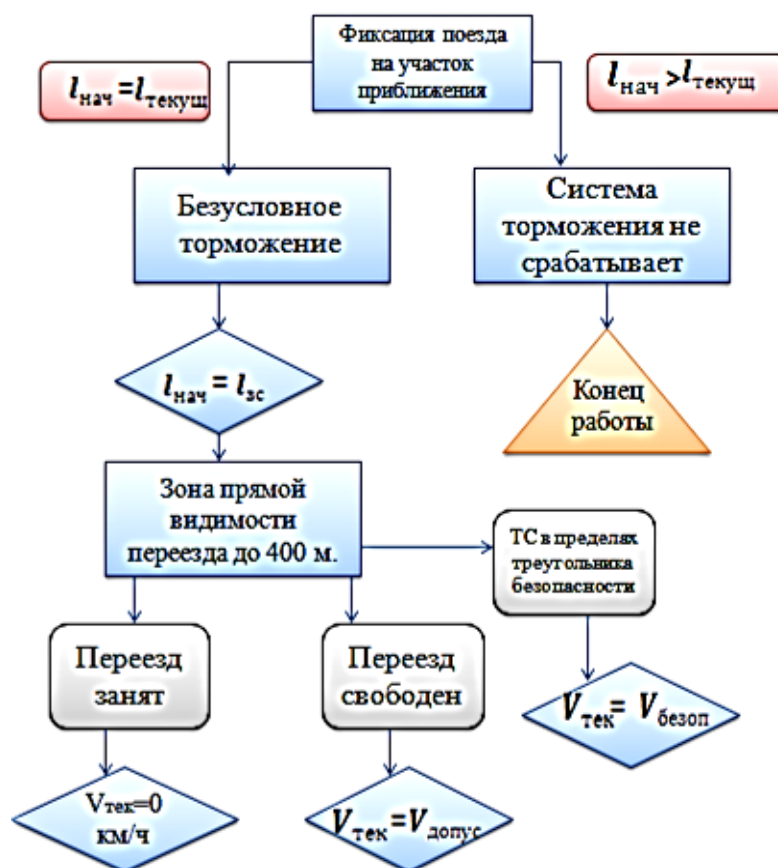 Фиксация поезда
на участок
приближения
lнач =lтекущ
lнач >lтекущ
Безусловное
торможение
Система
торможения не
срабатывает
lнач = lзс
Конец
работы
Зона прямой
видимости
переезда до 400 м.
ТС в пределах
треугольника
безопасности
Переезд
занят
Переезд
свободен
Vтек= Vбезоп
Vтек=0
км/ч
Vтек=Vдопус